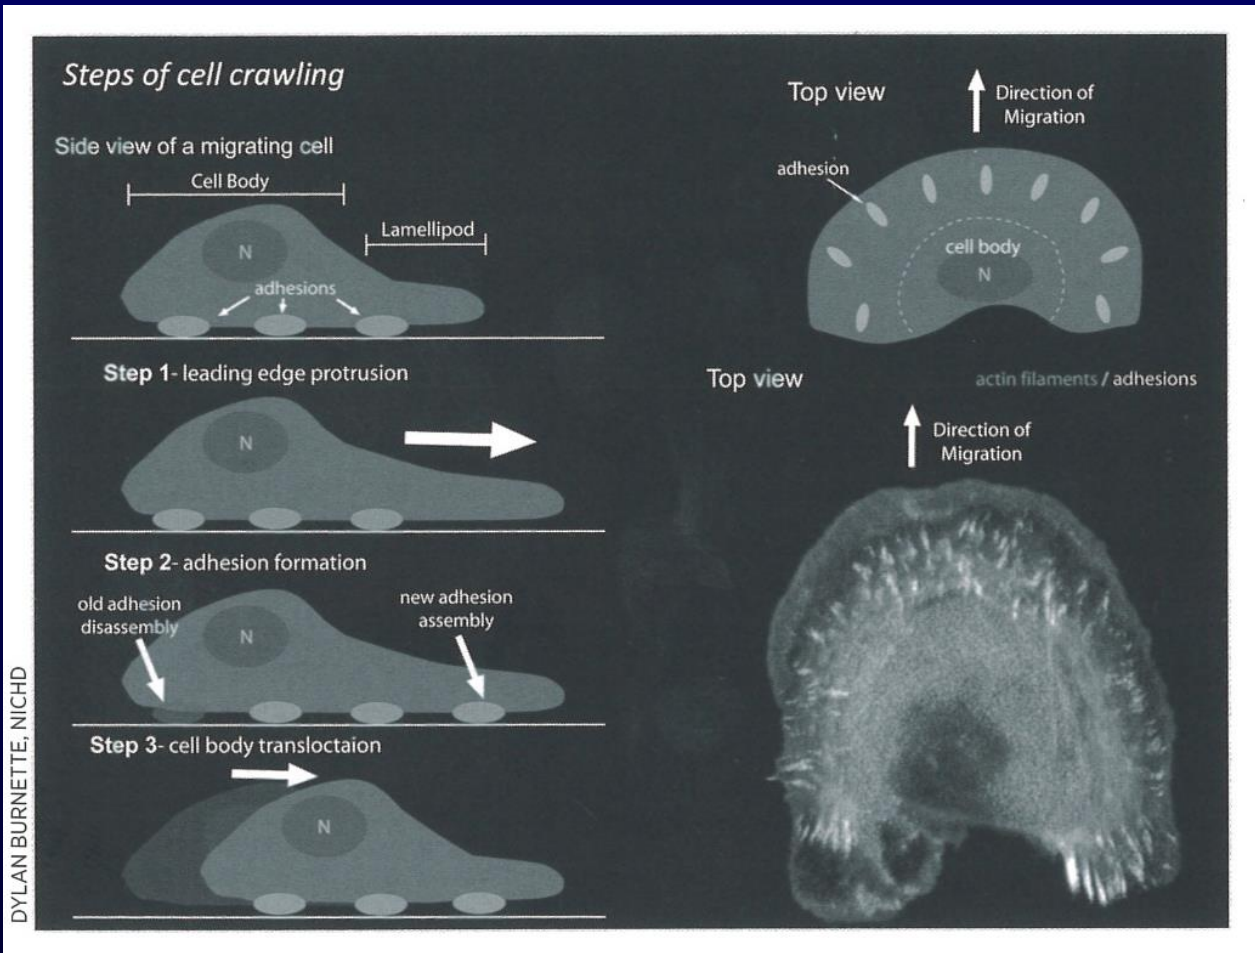 Steps of cell crawling
Side view of a migrating cell
Cell Body
Lamellipod
N
adhesions
Step 1- leading edge protrusion
N
Step 2- adhesion formation
old adhesion
disassembly
new adhesion
assembly
N
Step 3- cell body transloctaion
N
Top view
Direction of
Migration
adhesion
cell body
N
Top view
actin filaments / adhesions
Direction of
Migration
DYLAN BURNETTE, NICHD